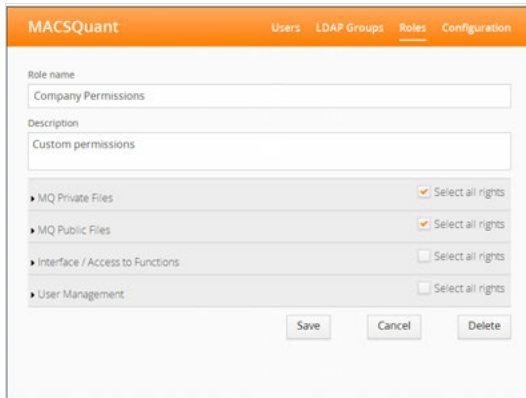 MACSQuant Users LDAP Groups Roles Configuration
Role name
Company Permissions
Description
Custom permissions
MQ Private Files Select all rights
MQ Public Files Select all rights
Interface / Access to Functions Select all rights
User Management Select all rights
Save Cancel Delete